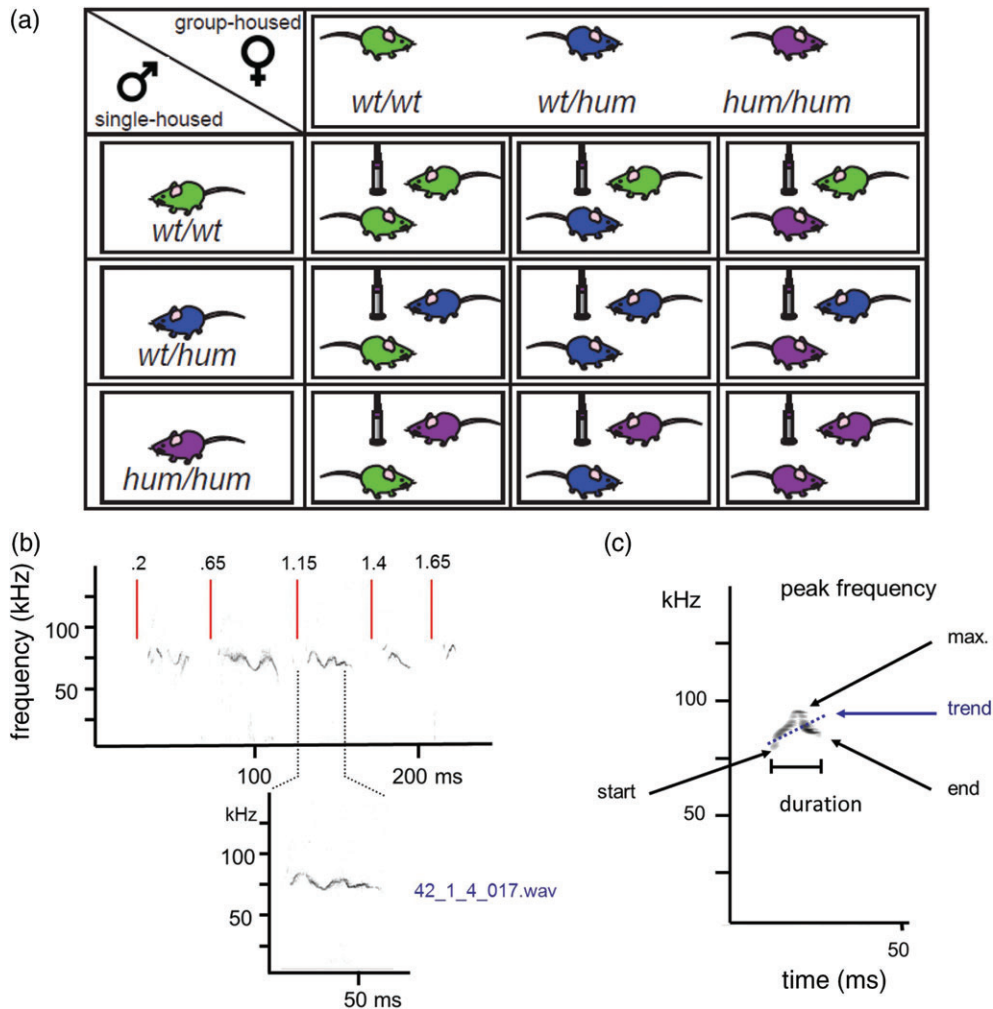 (a)
group-housed
♀
♂
single-housed
wt/wt
wt/hum
hum/hum
wt/wt
wt/hum
hum/hum
(b)
frequency (kHz)
.2
.65
1.15
1.4
1.65
100
50
100
200 ms
kHz
100
50
42_1_4_017.wav
50 ms
(c)
kHz
peak frequency
max.
100
trend
start
end
duration
50
50
time (ms)